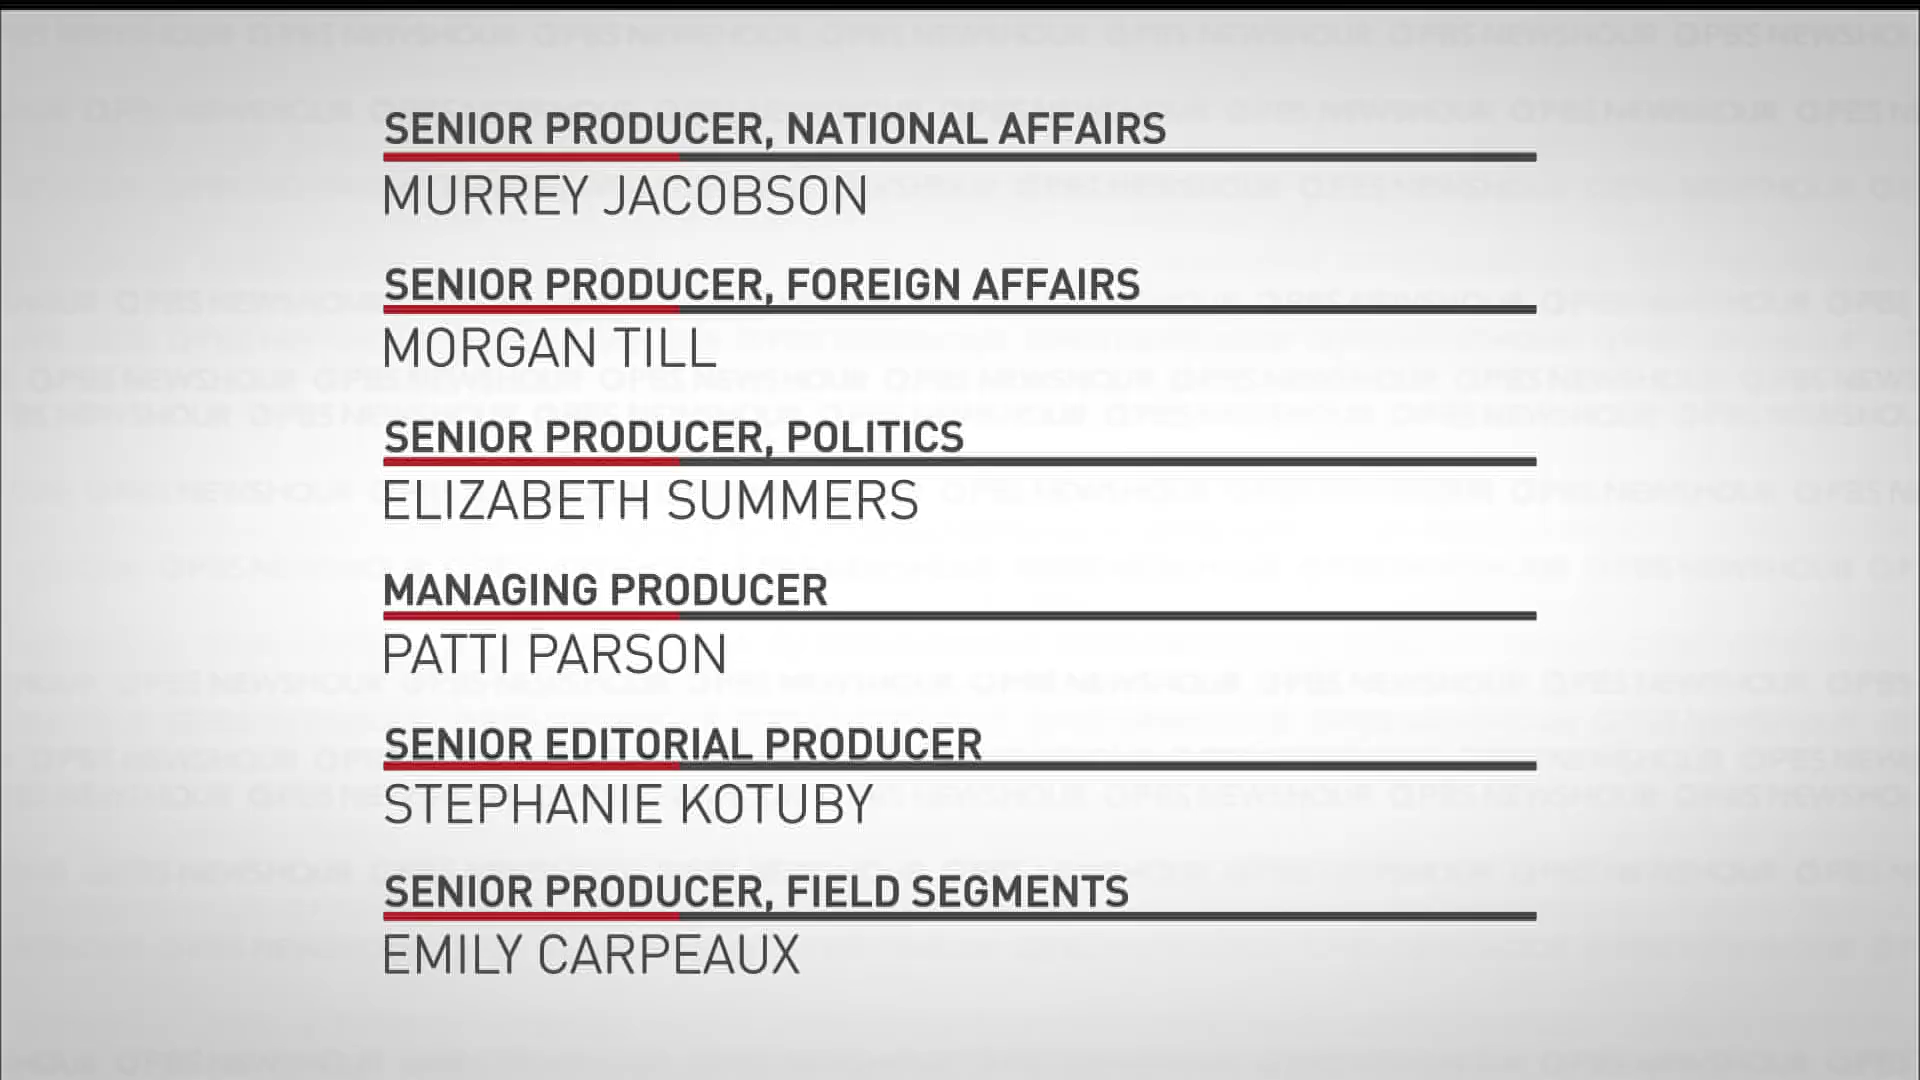 SENIOR PRODUCER, NATIONAL AFFAIRS
MURREY JACOBSON
SENIOR PRODUCER, FOREIGN AFFAIRS
MORGAN TILL
SENIOR PRODUCER, POLITICS
ELIZABETH SUMMERS
MANAGING PRODUCER
PATTI PARSON
SENIOR EDITORIAL PRODUCER
STEPHANIE KOTUBY
SENIOR PRODUCER, FIELD SEGMENTS
EMILY CARPEAUX